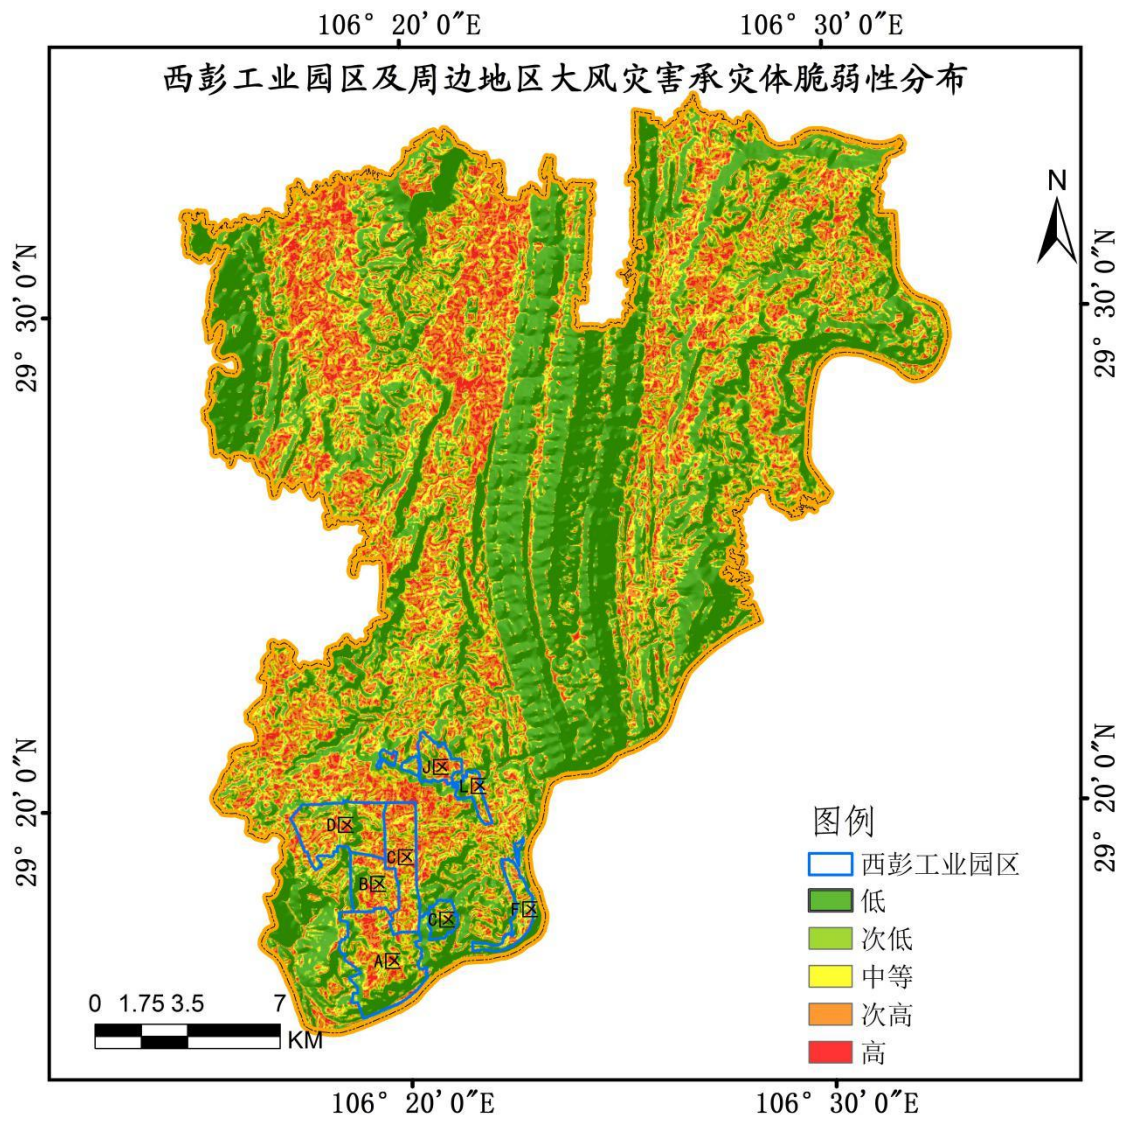 106° 20′ 0″E
106° 30′ 0″E
西彭工业园区及周边地区大风灾害承灾体脆弱性分布
N
29° 30′ 0″N
29° 30′ 0″N
J区
L区
29° 20′ 0″N
29° 20′ 0″N
D区
C区
B区
C区
F区
A区
图例
西彭工业园区
低
次低
中等
次高
高
0 1.75 3.5 7
KM
106° 20′ 0″E
106° 30′ 0″E